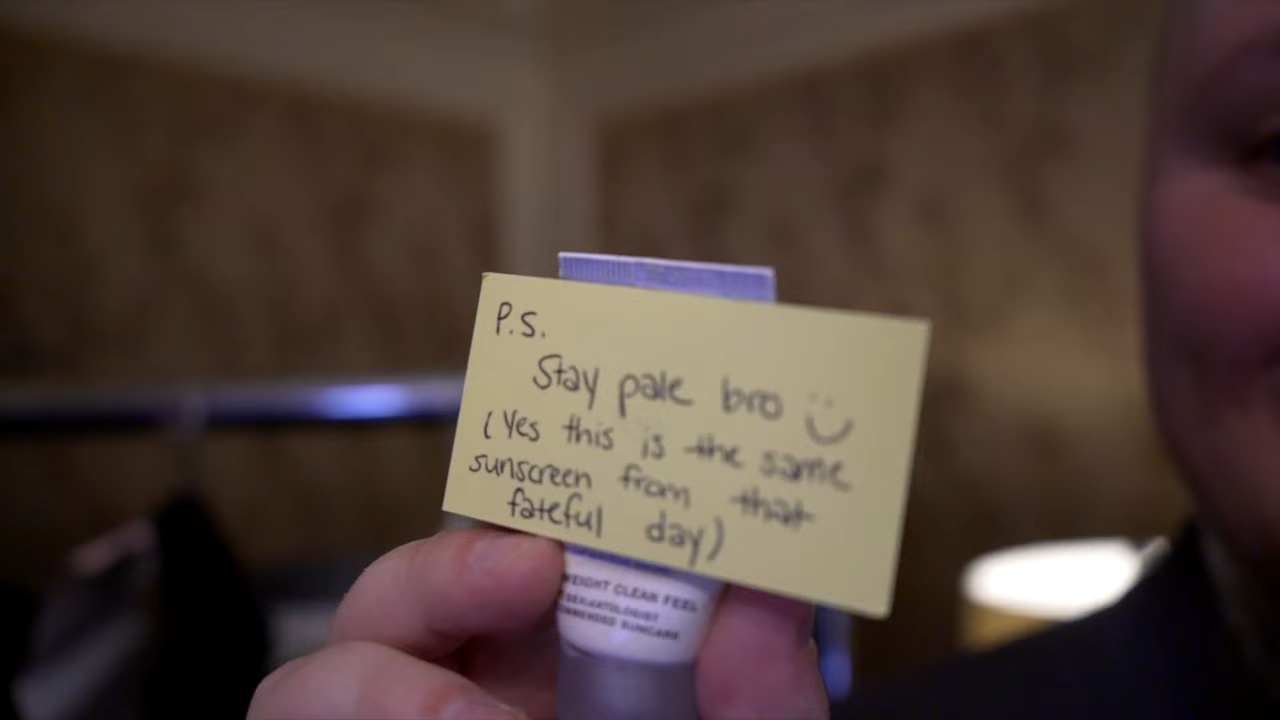 P.S.
Stay pale bro
(Yes this is the same
sunscreen from that
fateful day)
WEIGHT CLEAN FEEL
DERMATOLOGIST
SUNCARE